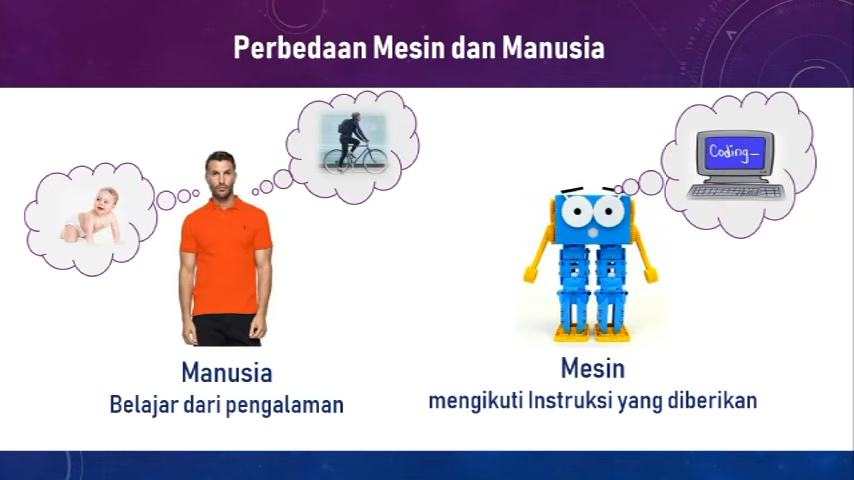 Perbedaan Mesin dan Manusia
Coding_
Manusia
Belajar dari pengalaman
Mesin
mengikuti Instruksi yang diberikan